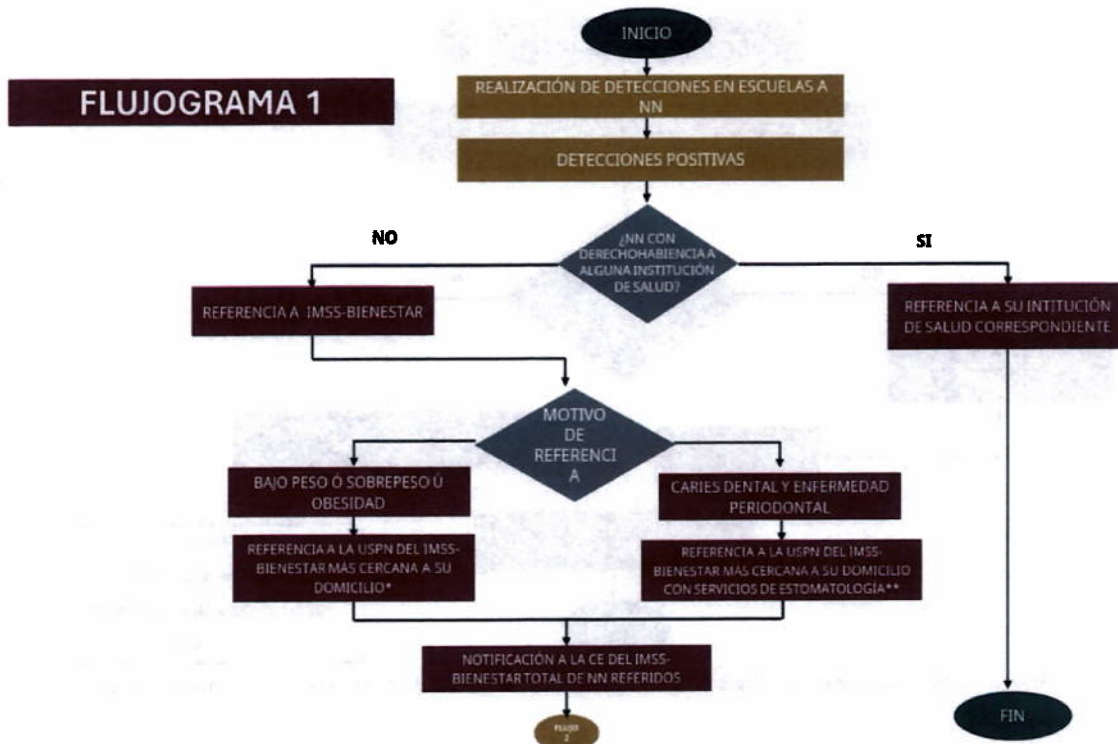 INICIO
FLUJOGRAMA 1
REALIZACIÓN DE DETECCIONES EN ESCUELAS A
NN
DETECCIONES POSITIVAS
NO
¿NN CON
DERECHOHABIENCIA A
ALGUNA INSTITUCIÓN
DE SALUD?
SI
REFERENCIA A IMSS-BIENESTAR
REFERENCIA A SU INTITUCIÓN
DE SALUD CORRESPONDIENTE
MOTIVO
DE
REFERENCI
A
BAJO PESO Ó SOBREPESO Ú
OBESIDAD
CARIES DENTAL Y ENFERMEDAD
PERIODONTAL
REFERENCIA A LA USPN DEL IMSS-
BIENESTAR MÁS CERCANA A SU
DOMICILIO*
REFERENCIA A LA USPN DEL IMSS-
BIENESTAR MÁS CERCANA A SU DOMICILIO
CON SERVICIOS DE ESTOMATOLOGÍA**
NOTIFICACIÓN A LA CE DEL IMSS-
BIENESTAR TOTAL DE NN REFERIDOS
FLUJO
2
FIN